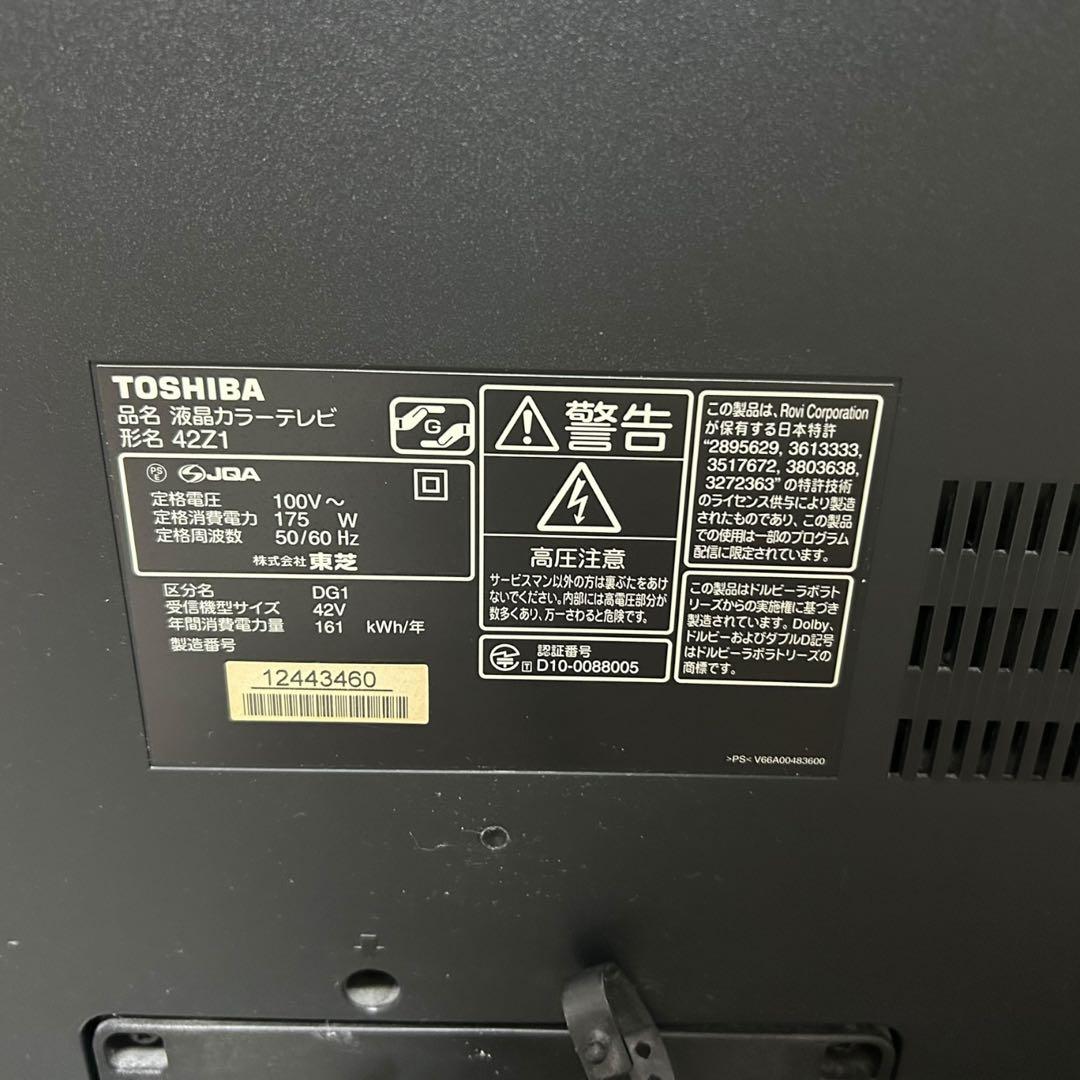 TOSHIBA
品名 液晶カラーテレビ
形名 42Z1
G
PS
E
JQA
定格電圧 100V～
定格消費電力 175 W
定格周波数 50/60 Hz
株式会社 東芝
区分名 DG1
受信機型サイズ 42V
年間消費電力量 161 kWh/年
製造番号
12443460
警告
高圧注意
サービスマン以外の方は裏ぶたをあけ
ないでください。内部には高電圧部分が
数多くあり、万一さわると危険です。
認証番号
T D10-0088005
この製品は、Rovi Corporation
が保有する日本特許
“2895629, 3613333,
3517672, 3803638,
3272363” の特許技術
のライセンス供与により製造
されたものであり、この製品
での使用は一部のプログラム
配信に限定されています。
この製品はドルビーラボラト
リーズからの実施権に基づき
製造されています。Dolby、
ドルビーおよびダブルD記号
はドルビーラボラトリーズの
商標です。
>PS< V66A00483600